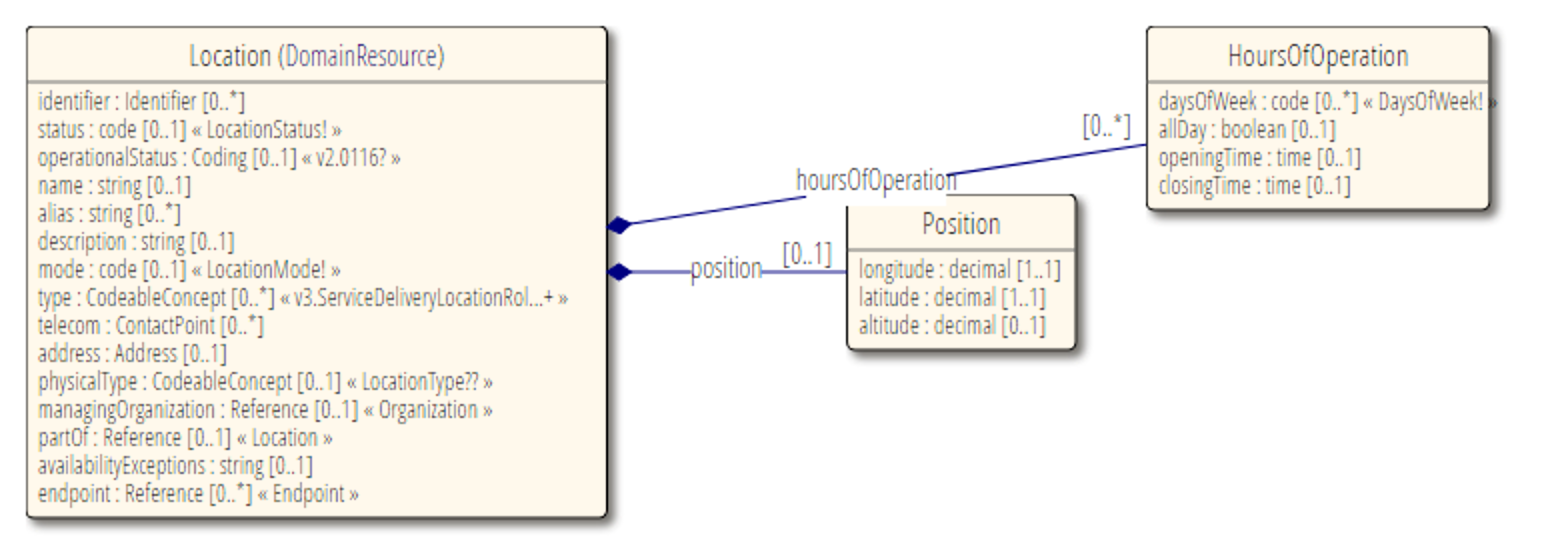 Location (DomainResource)
identifier : Identifier [0..*]
status : code [0..1] « LocationStatus! »
operationalStatus : Coding [0..1] « v2.0116? »
name : string [0..1]
alias : string [0..*]
description : string [0..1]
mode : code [0..1] « LocationMode! »
type : CodeableConcept [0..*] « v3.ServiceDeliveryLocationRol...+ »
telecom : ContactPoint [0..*]
address : Address [0..1]
physicalType : CodeableConcept [0..1] « LocationType?? »
managingOrganization : Reference [0..1] « Organization »
partOf : Reference [0..1] « Location »
availabilityExceptions : string [0..1]
endpoint : Reference [0..*] « Endpoint »
hoursOfOperation
[0..*]
position
[0..1]
Position
longitude : decimal [1..1]
latitude : decimal [1..1]
altitude : decimal [0..1]
HoursOfOperation
daysOfWeek : code [0..*] « DaysOfWeek! »
allDay : boolean [0..1]
openingTime : time [0..1]
closingTime : time [0..1]